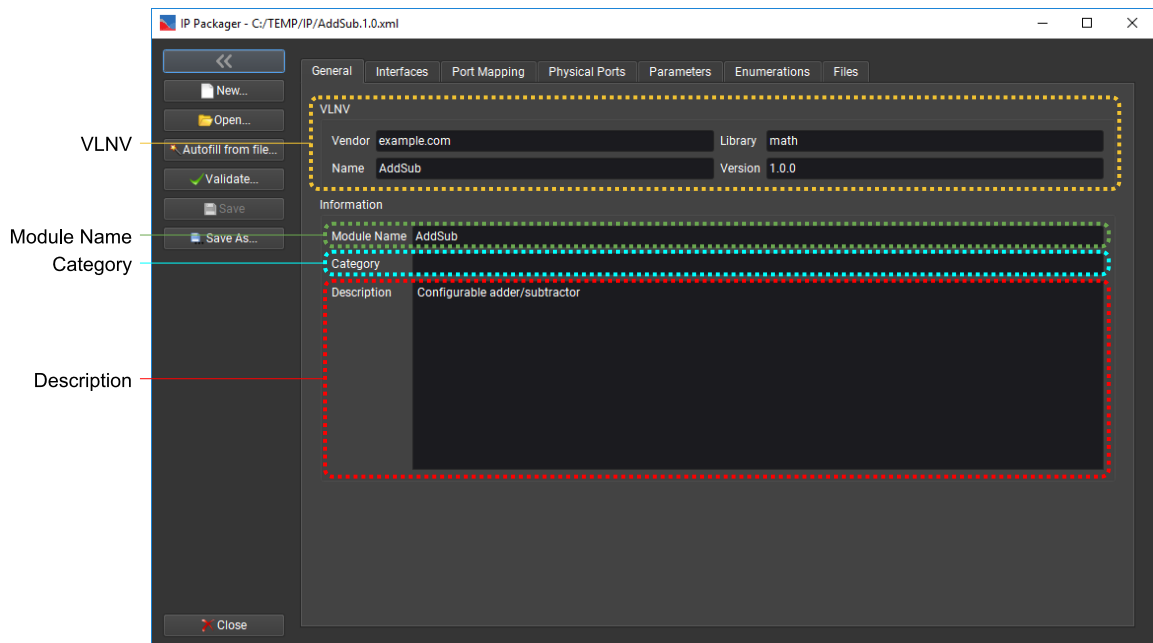 IP Packager - C:/TEMP/IP/AddSub.1.0.xml
New...
Open...
Autofill from file...
Validate...
Save
Save As...
Close
General Interfaces Port Mapping Physical Ports Parameters Enumerations Files
VLNV
Vendor example.com Library math
Name AddSub Version 1.0.0
Information
Module Name AddSub
Category
Description Configurable adder/subtractor
VLNV
Module Name
Category
Description